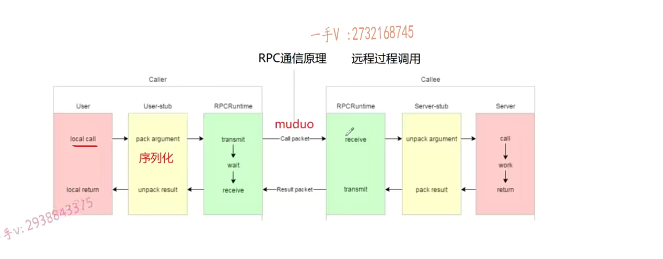 一手V :2732168745
RPC通信原理 远程过程调用
Caller Callee
User User-stub RPCRuntime RPCRuntime Server-stub Server
muduo
local call pack argument transmit Call packet receive unpack argument call
序列化
wait work
local return unpack result receive Result packet transmit pack result return
手v:2938843375